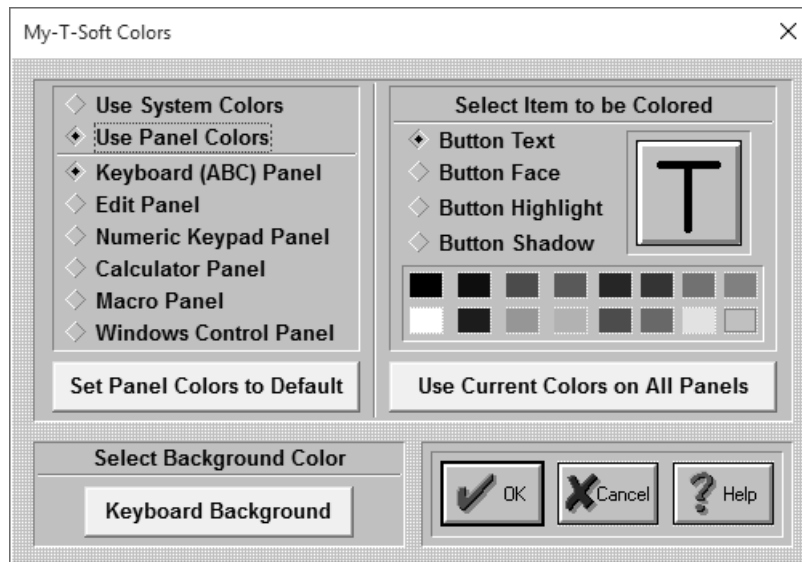 My-T-Soft Colors
Use System Colors
Use Panel Colors
Keyboard (ABC) Panel
Edit Panel
Numeric Keypad Panel
Calculator Panel
Macro Panel
Windows Control Panel
Set Panel Colors to Default
Select Item to be Colored
Button Text
Button Face
Button Highlight
Button Shadow
T
Use Current Colors on All Panels
Select Background Color
Keyboard Background
OK
Cancel
Help